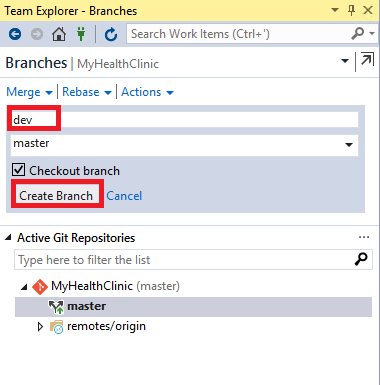 Team Explorer - Branches
Search Work Items (Ctrl+')
Branches | MyHealthClinic
Merge Rebase Actions
dev
master
Checkout branch
Create Branch Cancel
Active Git Repositories
Type here to filter the list
MyHealthClinic (master)
master
remotes/origin